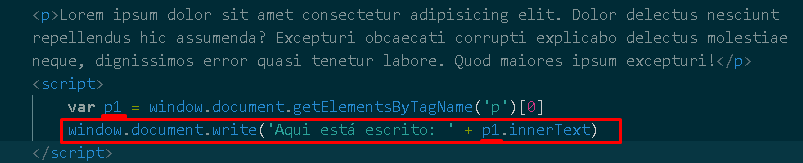 <p>Lorem ipsum dolor sit amet consectetur adipisicing elit. Dolor delectus nesciunt
repellendus hic assumenda? Excepturi obcaecati corrupti explicabo delectus molestiae
neque, dignissimos error quasi tenetur labore. Quod maiores ipsum excepturi!</p>
<script>
var p1 = window.document.getElementsByTagName('p')[0]
window.document.write('Aqui está escrito: ' + p1.innerText)
</script>